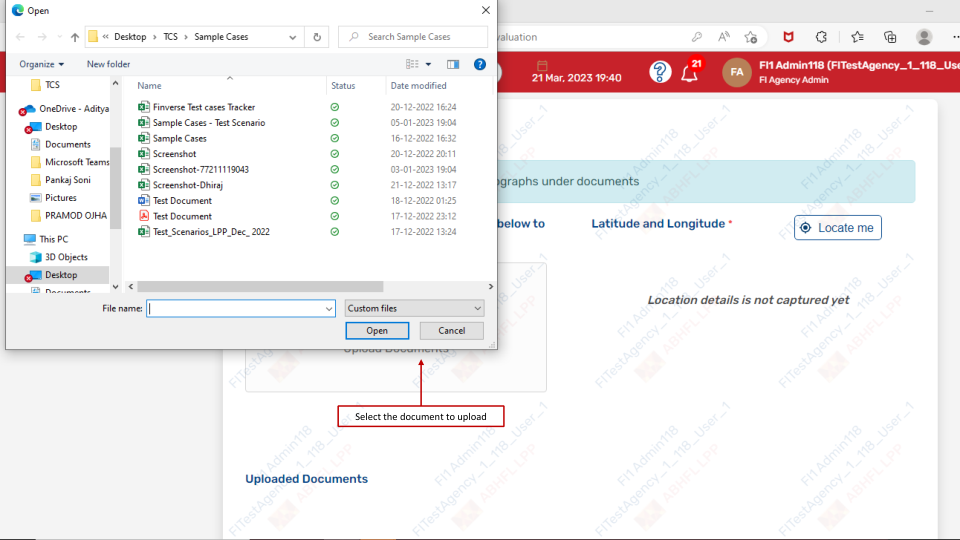 Open
« Desktop > TCS > Sample Cases
Search Sample Cases
Organize
New folder
TCS
OneDrive - Aditya
Desktop
Documents
Microsoft Teams
Pankaj Soni
Pictures
PRAMOD OJHA
This PC
3D Objects
Desktop
Documents
Name Status Date modified
Finverse Test cases Tracker 20-12-2022 16:24
Sample Cases - Test Scenario 05-01-2023 19:04
Sample Cases 16-12-2022 16:32
Screenshot 20-12-2022 20:11
Screenshot-77211119043 03-01-2023 19:04
Screenshot-Dhiraj 21-12-2022 13:17
Test Document 18-12-2022 01:25
Test Document 17-12-2022 23:12
Test_Scenarios_LPP_Dec_ 2022 17-12-2022 13:24
File name:
Custom files
Open
Cancel
valuation
21 Mar, 2023 19:40
21
FA
FI1 Admin118 (FITestAgency_1_118_Use
FI Agency Admin
ographs under documents
below to
Latitude and Longitude *
Locate me
Location details is not captured yet
Upload Documents
Select the document to upload
Uploaded Documents
FI1 Admin118
FITestAgency_1_118_User_1
ABHFL LPP